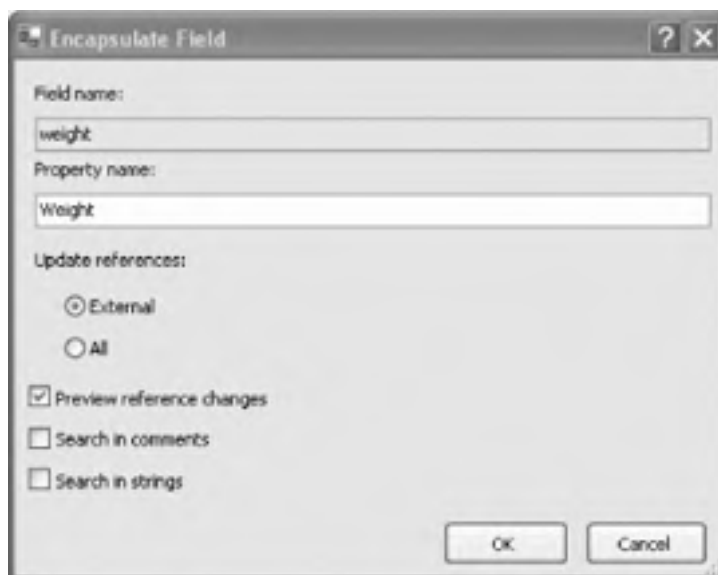 Encapsulate Field
Field name:
weight
Property name:
Weight
Update references:
External
All
Preview reference changes
Search in comments
Search in strings
OK
Cancel